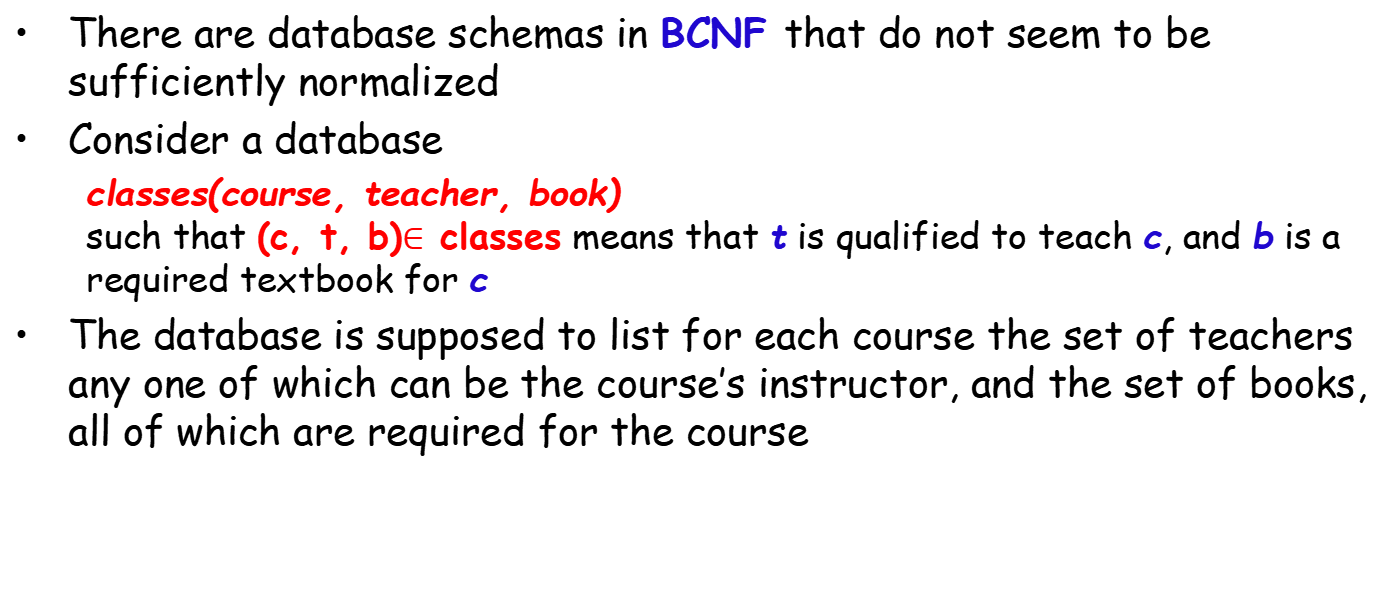 • There are database schemas in BCNF that do not seem to be
sufficiently normalized
• Consider a database
classes(course, teacher, book)
such that (c, t, b)∈ classes means that t is qualified to teach c, and b is a
required textbook for c
• The database is supposed to list for each course the set of teachers
any one of which can be the course’s instructor, and the set of books,
all of which are required for the course